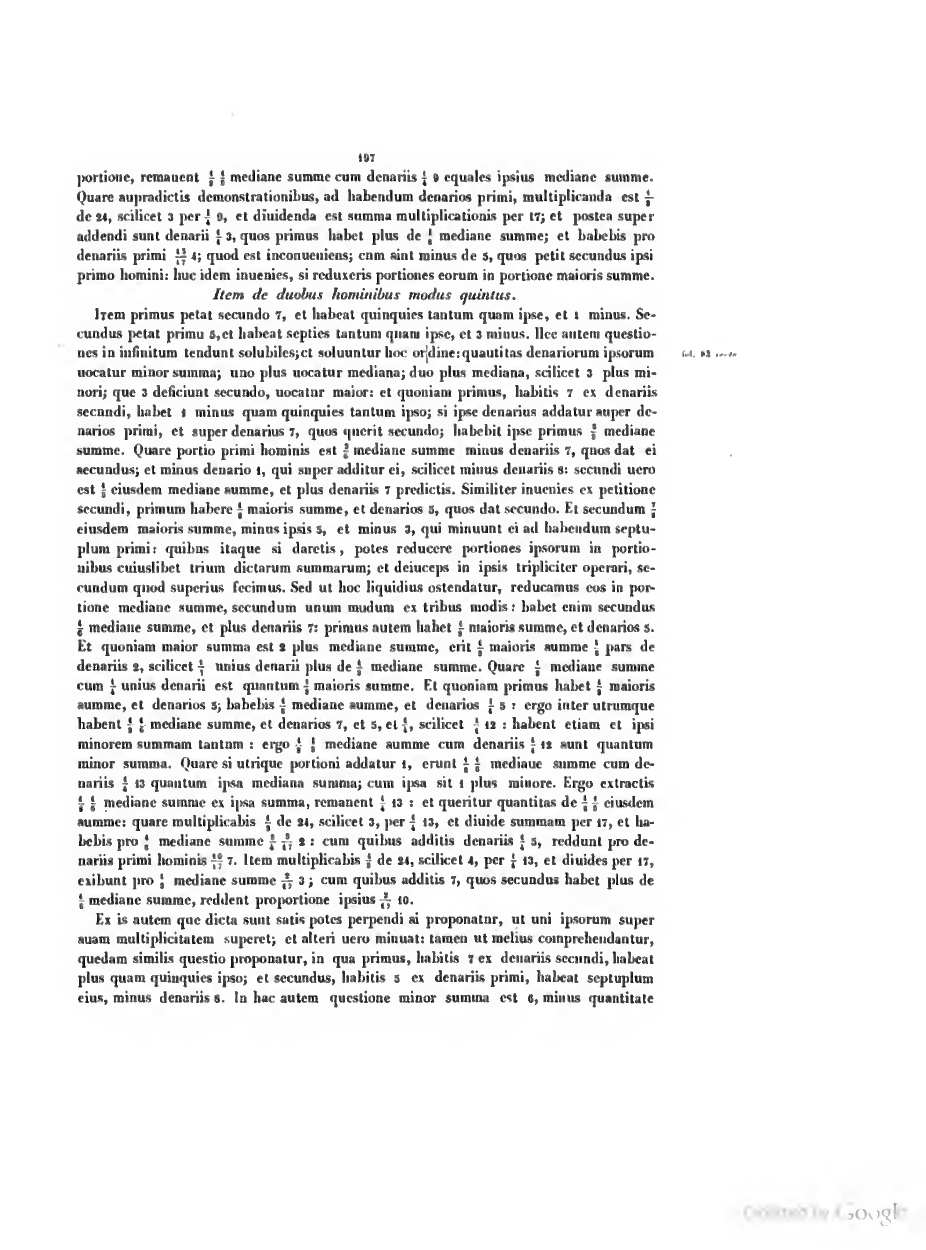 197
portione, remanent 1/8 1/6 mediane summe cum denariis 1/4 9 equales ipsius mediane summe.
Quare supradictis demonstrationibus, ad habendum denarios primi, multiplicanda est 1/8
de 24, scilicet 3 per 1/4 9, et diuidenda est summa multiplicationis per 17; et postea super
addendi sunt denarii 1/4 3, quos primus habet plus de 1/8 mediane summe; et habebis pro
denariis primi 15/17 4; quod est inconueniens; cum sint minus de 5, quos petit secundus ipsi
primo homini: huc idem inuenies, si reduxeris portiones eorum in portione maioris summe.
Item de duobus hominibus modus quintus.
Item primus petat secundo 7, et habeat quinquies tantum quam ipse, et 1 minus. Se-
cundus petat primu 5, et habeat septies tantum quam ipse, et 3 minus. Hec autem questio-
nes in infinitum tendunt solubiles; et soluuntur hoc or|dine: quantitas denariorum ipsorum
fol. 83 recto
uocatur minor summa; uno plus uocatur mediana; duo plus mediana, scilicet 3 plus mi-
nori; que 3 deficiunt secundo, uocatur maior: et quoniam primus, habitis 7 ex denariis
secundi, habet 1 minus quam quinquies tantum ipso; si ipse denarius addatur super de-
narios primi, et super denarius 7, quos querit secundo; habebit ipse primus 5/6 mediane
summe. Quare portio primi hominis est 5/6 mediane summe minus denariis 7, quos dat ei
secundus; et minus denario 1, qui super additur ei, scilicet minus denariis 8: secundi uero
est 1/6 eiusdem mediane summe, et plus denariis 7 predictis. Similiter inuenies ex petitione
secundi, primum habere 1/8 maioris summe, et denarios 5, quos dat secundo. Et secundum 7/8
eiusdem maioris summe, minus ipsis 5, et minus 3, qui minuunt ei ad habendum septu-
plum primi: quibus itaque si daretis, potes reducere portiones ipsorum in portio-
nibus cuiuslibet trium dictarum summarum; et deiuceps in ipsis tripliciter operari, se-
cundum quod superius fecimus. Sed ut hoc liquidius ostendatur, reducamus eos in por-
tione mediane summe, secundum unum mudum ex tribus modis: habet enim secundus
1/6 mediane summe, et plus denariis 7: primus autem habet 1/8 maioris summe, et denarios 5.
Et quoniam maior summa est 2 plus mediane summe, erit 1/8 maioris summe 1/8 pars de
denariis 2, scilicet 1/4 unius denarii plus de 1/8 mediane summe. Quare 1/8 mediane summe
cum 1/4 unius denarii est quantum 1/8 maioris summe. Et quoniam primus habet 1/8 maioris
summe, et denarios 5; habebis 1/8 mediane summe, et denarios 1/4 5: ergo inter utrumque
habent 1/8 1/6 mediane summe, et denarios 7, et 5, et 1/4, scilicet 1/4 12: habent etiam et ipsi
minorem summam tantam: ergo 1/8 1/6 mediane summe cum denariis 1/4 12 sunt quantum
minor summa. Quare si utrique portioni addatur 1, erunt 1/8 1/6 mediane summe cum de-
nariis 1/4 13 quantum ipsa mediana summa; cum ipsa sit 1 plus minore. Ergo extractis
1/8 1/6 mediane summe ex ipsa summa, remanent 1/4 13: et queritur quantitas de 1/8 1/6 eiusdem
summe: quare multiplicabis 1/8 de 24, scilicet 3, per 1/4 13, et diuide summam per 17, et ha-
bebis pro 1/8 mediane summe 2: cum quibus additis denariis 1/4 5, reddunt pro de-
nariis primi hominis 10/17 7. Item multiplicabis 1/6 de 24, scilicet 4, per 1/4 13, et diuides per 17,
exibunt pro 1/6 mediane summe 2/17 3; cum quibus additis 7, quos secundus habet plus de
1/6 mediane summe, reddent proportione ipsius 2/17 10.
Ex is autem que dicta sunt satis potes perpendi si proponatur, ut uni ipsorum super
suam multiplicitatem superet; et alteri uero minuat: tamen ut melius comprehendantur,
quedam similis questio proponatur, in qua primus, habitis 7 ex denariis secundi, habeat
plus quam quinquies ipso; et secundus, habitis 5 ex denariis primi, habeat septuplum
eius, minus denariis 8. In hac autem questione minor summa est 6, minus quantitate
Digitized by Google